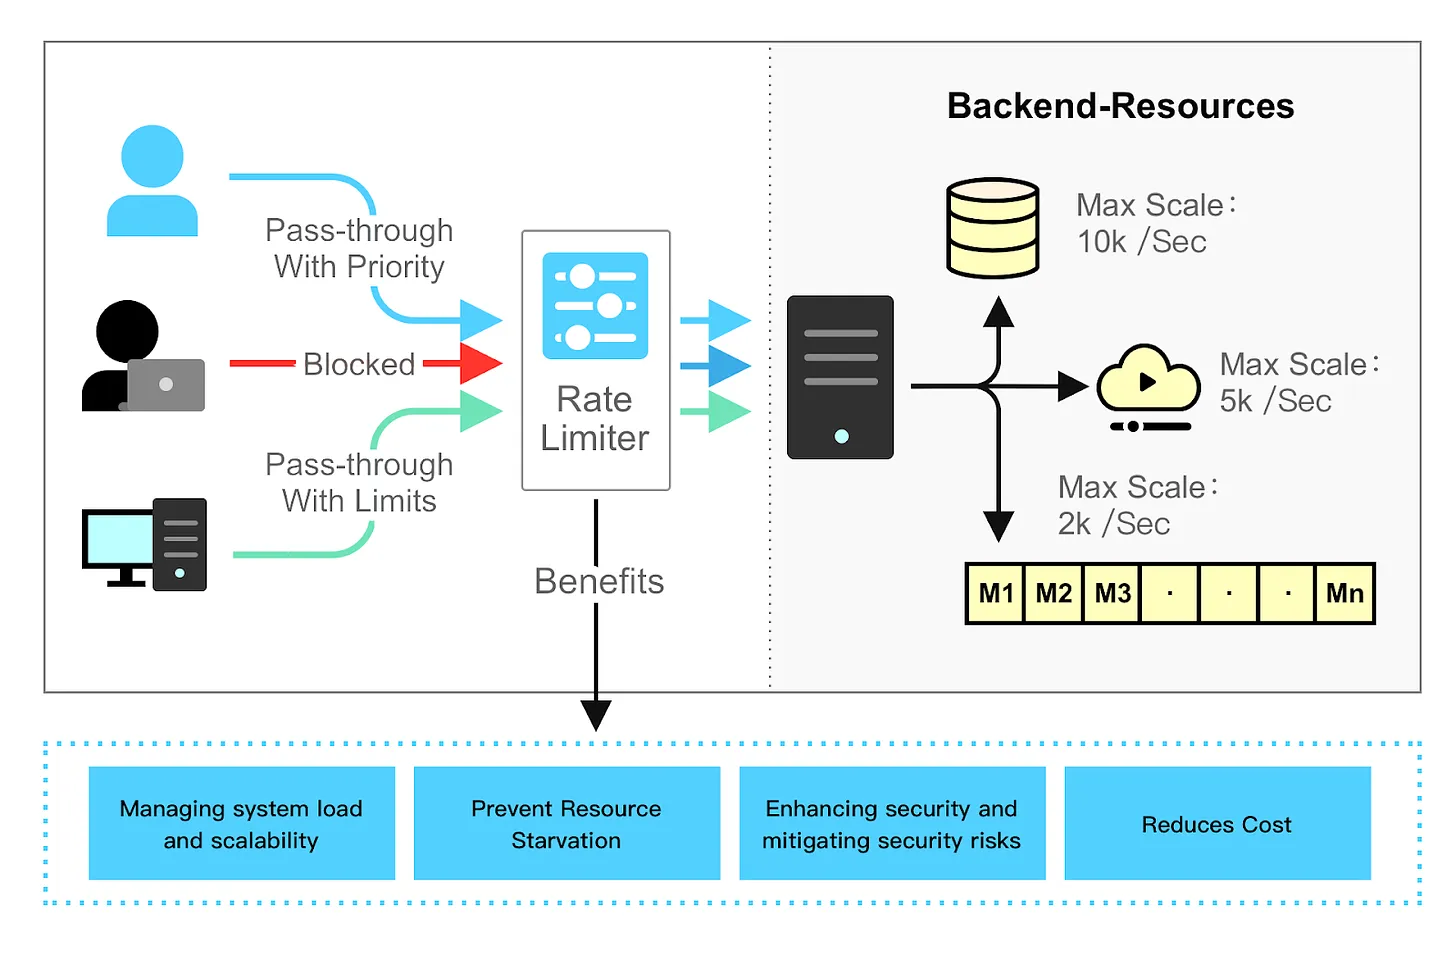 Backend-Resources
Pass-through
With Priority
Blocked
Pass-through
With Limits
Rate
Limiter
Benefits
Max Scale:
10k /Sec
Max Scale:
5k /Sec
Max Scale:
2k /Sec
M1 M2 M3 · · · Mn
Managing system load
and scalability
Prevent Resource
Starvation
Enhancing security and
mitigating security risks
Reduces Cost